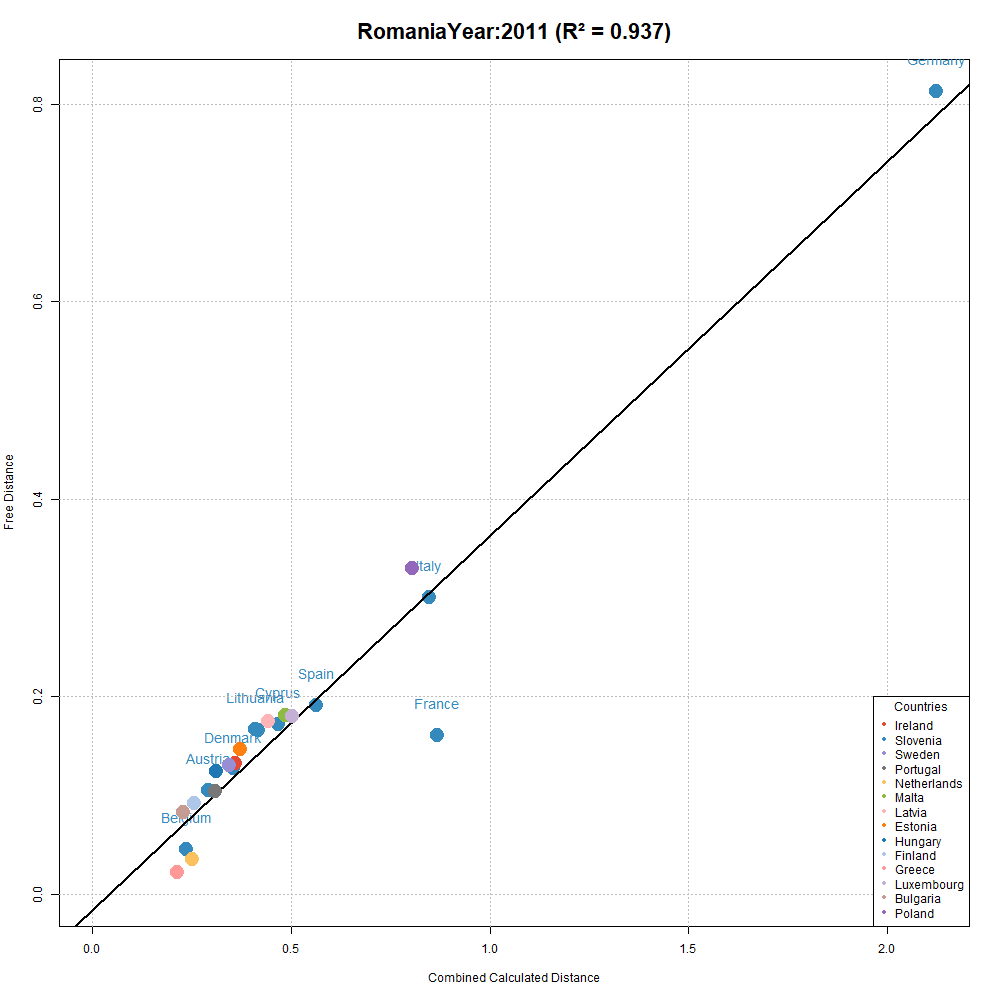 RomaniaYear:2011 (R² = 0.937)
Germany
0.8
0.6
Free Distance
0.4
Italy
Spain
Cyprus
Lithuania
0.2
France
Denmark
Austria
Belgium
0.0
Countries
Ireland
Slovenia
Sweden
Portugal
Netherlands
Malta
Latvia
Estonia
Hungary
Finland
Greece
Luxembourg
Bulgaria
Poland
0.0 0.5 1.0 1.5 2.0
Combined Calculated Distance